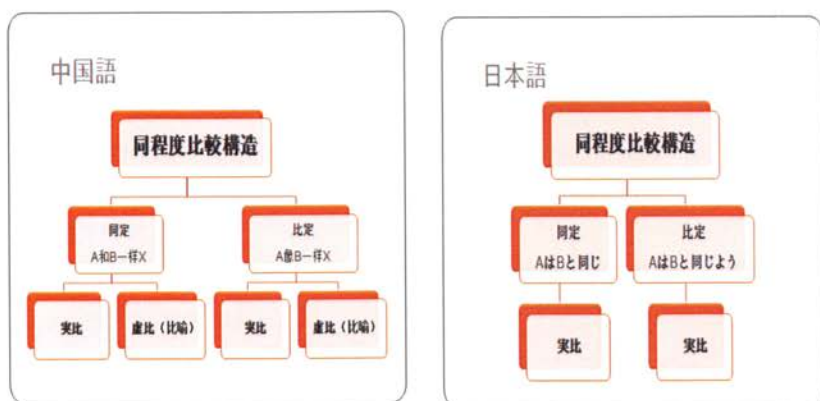 中国語
同程度比較構造
同定
A和B一样X
比定
A像B一样X
実比
虚比（比喩）
実比
虚比（比喩）
日本語
同程度比較構造
同定
AはBと同じ
比定
AはBと同じよう
実比
実比